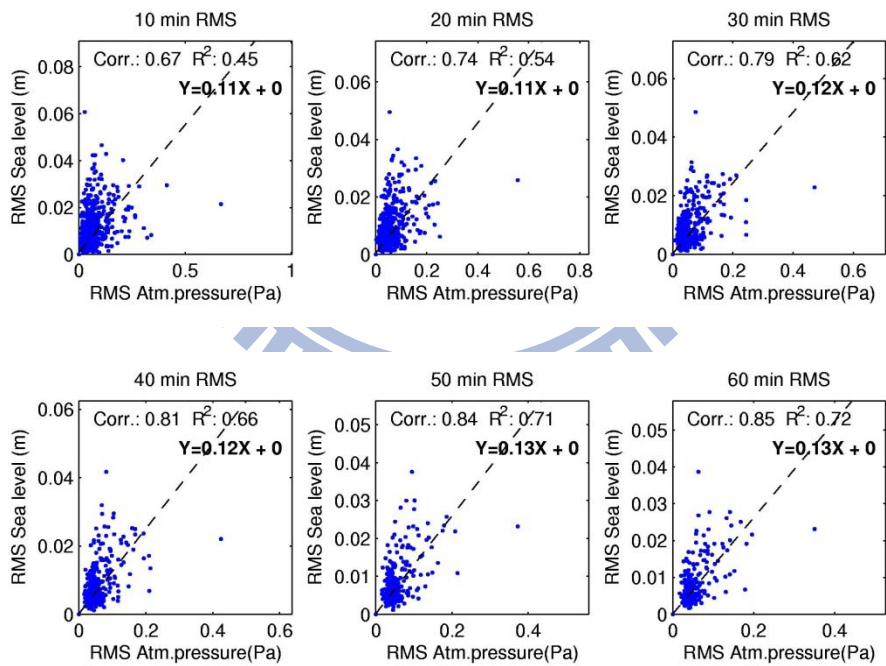 10 min RMS
Corr.: 0.67 R²: 0.45
Y=0.11X + 0
RMS Sea level (m)
0.08
0.06
0.04
0.02
0
0
0.5
1
RMS Atm.pressure(Pa)
20 min RMS
Corr.: 0.74 R²: 0.54
Y=0.11X + 0
RMS Sea level (m)
0.06
0.04
0.02
0
0
0.2
0.4
0.6
0.8
RMS Atm.pressure(Pa)
30 min RMS
Corr.: 0.79 R²: 0.62
Y=0.12X + 0
RMS Sea level (m)
0.06
0.04
0.02
0
0
0.2
0.4
0.6
RMS Atm.pressure(Pa)
40 min RMS
Corr.: 0.81 R²: 0.66
Y=0.12X + 0
RMS Sea level (m)
0.06
0.04
0.02
0
0
0.2
0.4
0.6
RMS Atm.pressure(Pa)
50 min RMS
Corr.: 0.84 R²: 0.71
Y=0.13X + 0
RMS Sea level (m)
0.05
0.04
0.03
0.02
0.01
0
0
0.2
0.4
RMS Atm.pressure(Pa)
60 min RMS
Corr.: 0.85 R²: 0.72
Y=0.13X + 0
RMS Sea level (m)
0.05
0.04
0.03
0.02
0.01
0
0
0.2
0.4
RMS Atm.pressure(Pa)